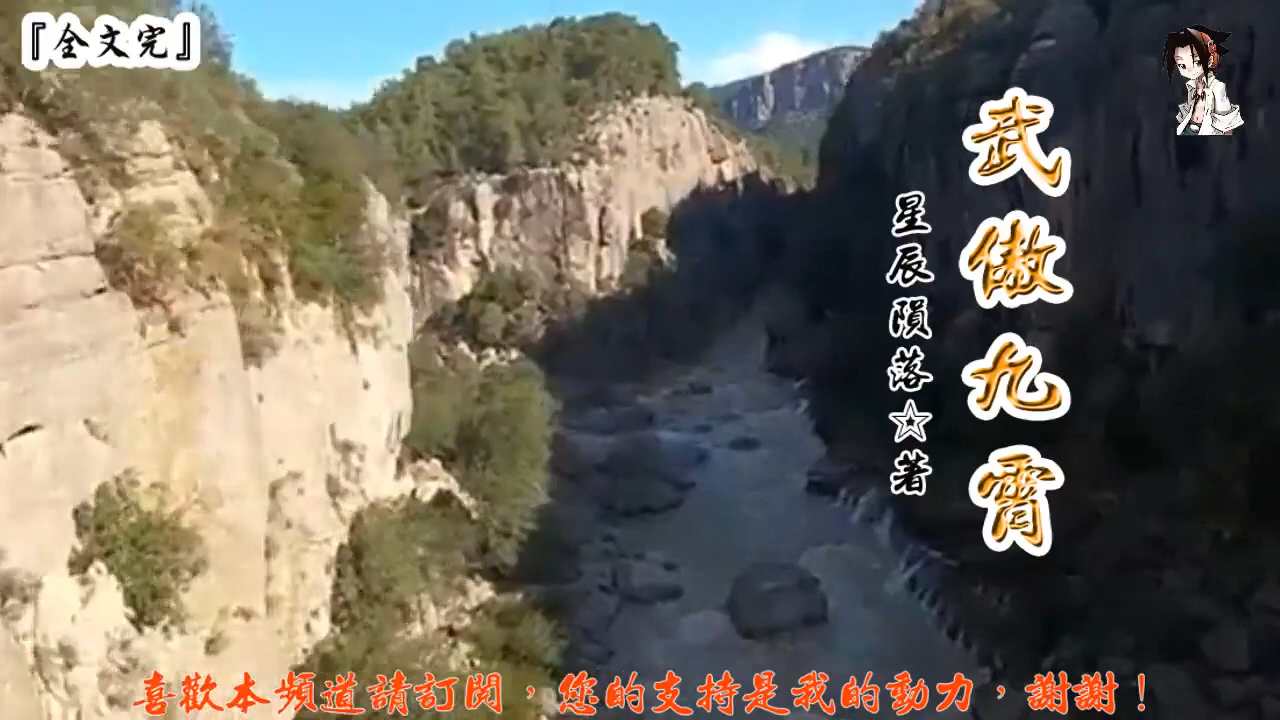 『全文完』
武傲九霄
星辰隕落☆著
喜歡本頻道請訂閱，您的支持是我的動力，謝謝！